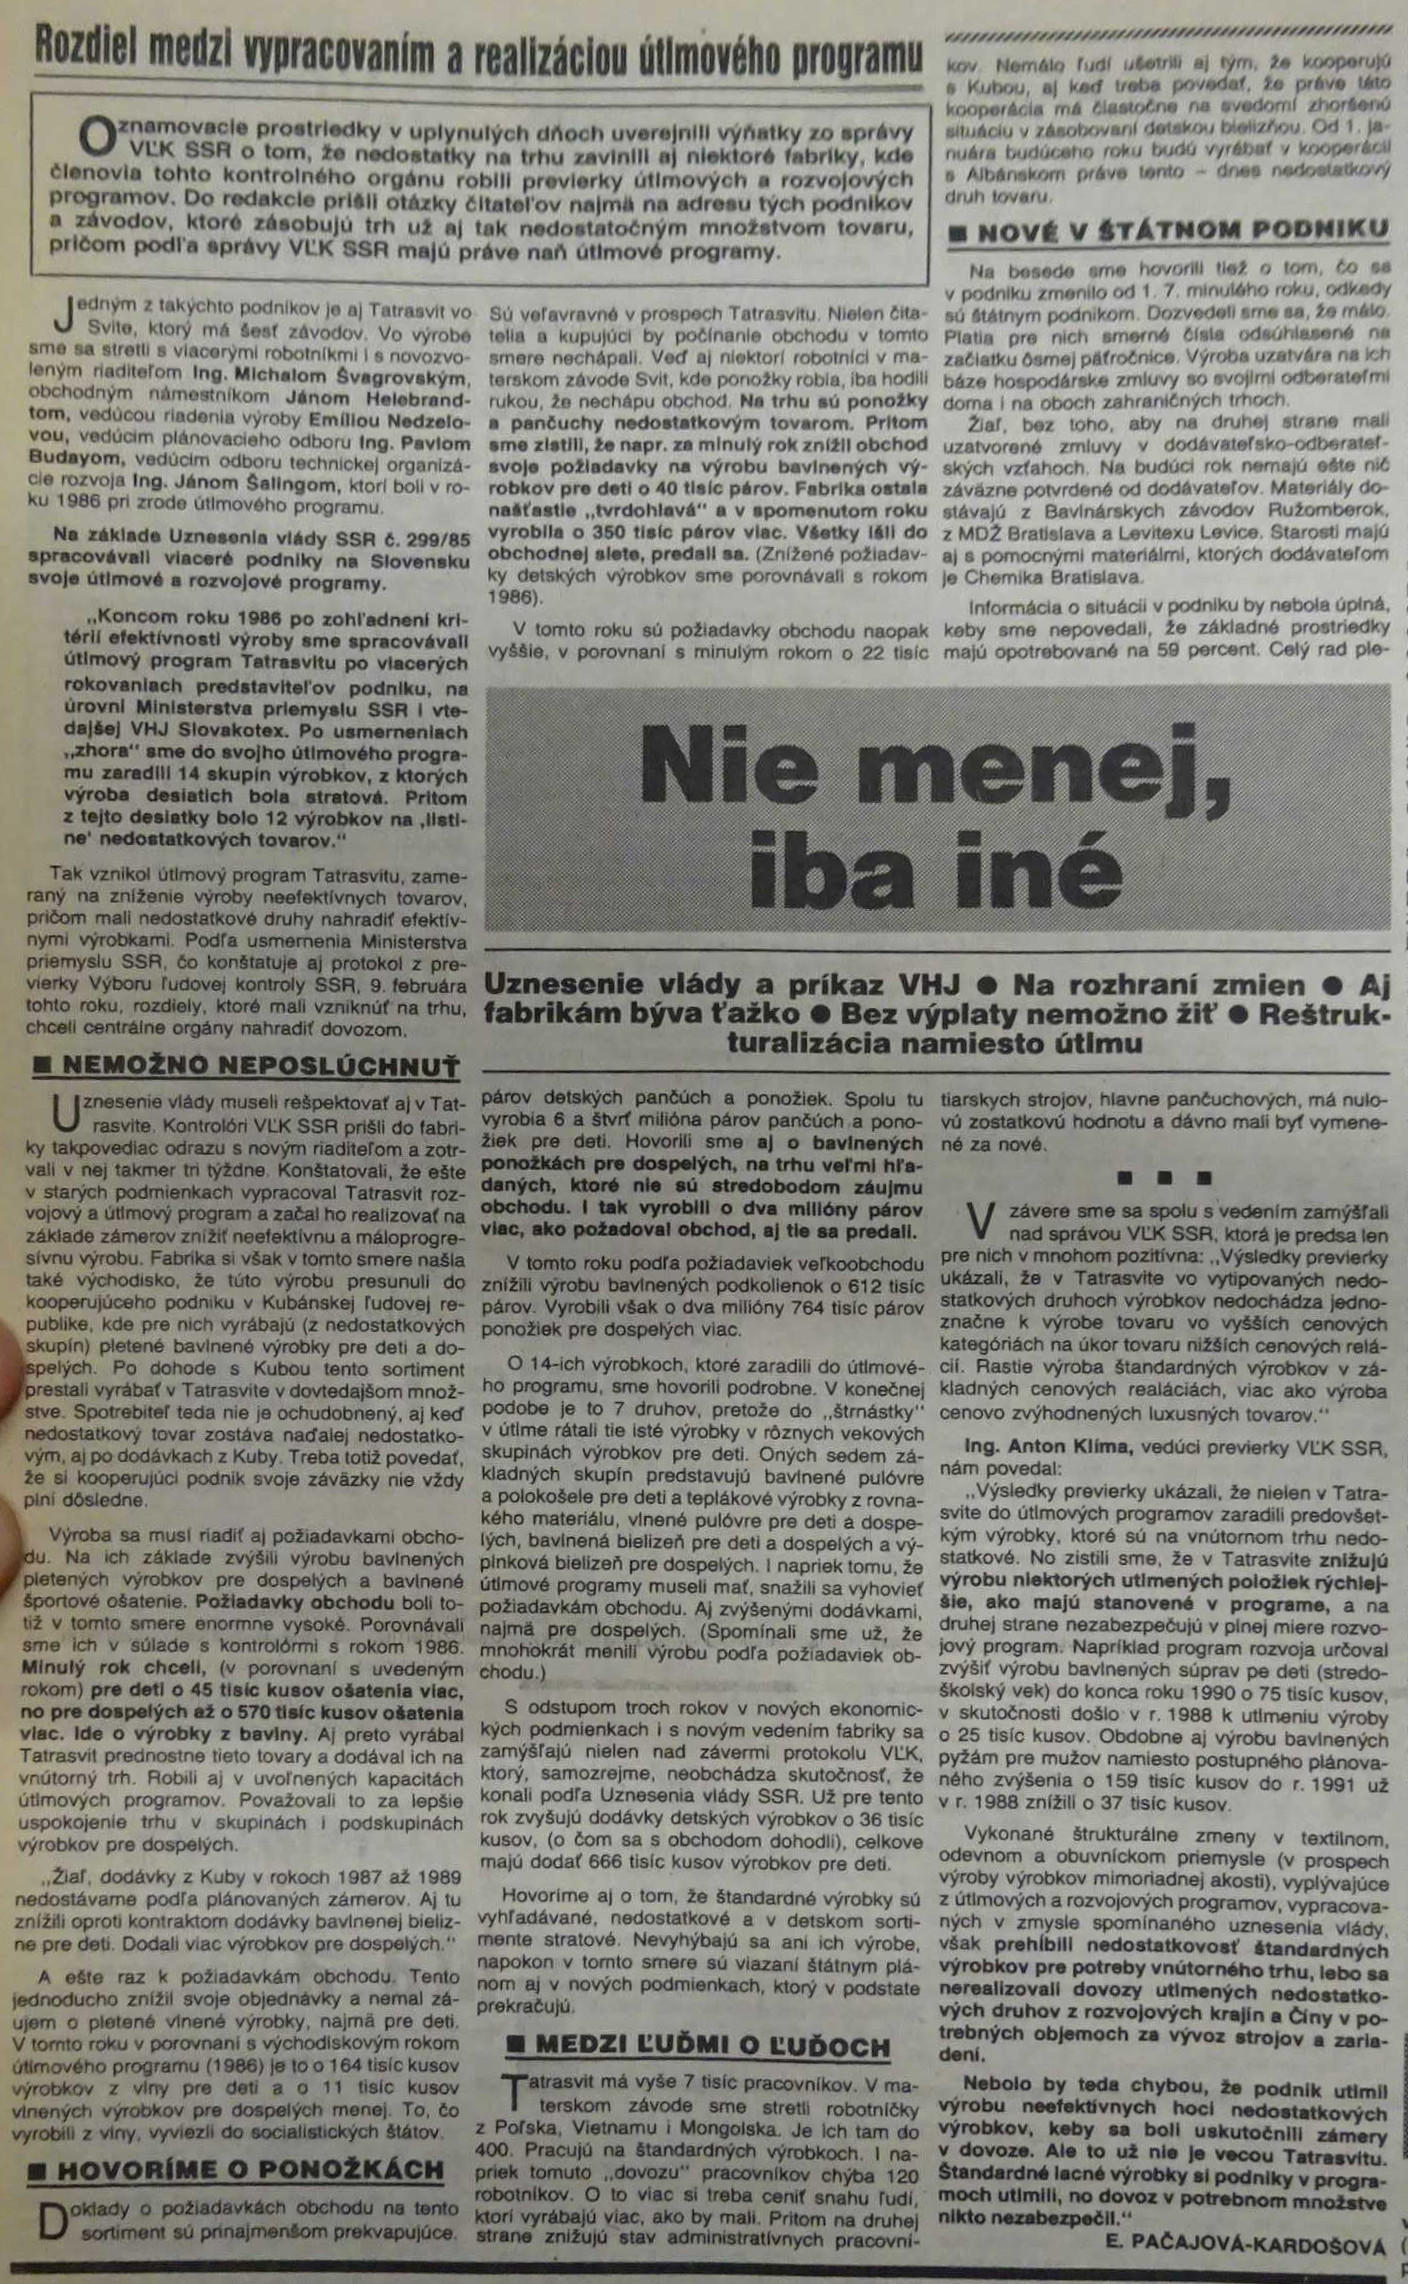 Rozdiel medzi vypracovaním a realizáciou útlmového programu
Oznamovacie prostriedky v uplynulých dňoch uverejnili výňatky zo správy
VĽK SSR o tom, že nedostatky na trhu zavinili aj niektoré fabriky, kde
členovia tohto kontrolného orgánu robili previerky útlmových a rozvojových
programov. Do redakcie prišli otázky čitateľov najmä na adresu tých podnikov
a závodov, ktoré zásobujú trh už aj tak nedostatočným množstvom tovaru,
pričom podľa správy VĽK SSR majú práve naň útlmové programy.
Jedným z takýchto podnikov je aj Tatrasvit vo
Svite, ktorý má šesť závodov. Vo výrobe
sme sa stretli s viacerými robotníkmi i s novozvo-
leným riaditeľom Ing. Michalom Švagrovským,
obchodným námestníkom Jánom Helebrand-
tom, vedúcou riadenia výroby Emíliou Nedzelo-
vou, vedúcim plánovacieho odboru Ing. Pavlom
Budayom, vedúcim odboru technickej organizá-
cie rozvoja Ing. Jánom Šalingom, ktorí boli v ro-
ku 1986 pri zrode útlmového programu.
Na základe Uznesenia vlády SSR č. 299/85
spracovávali viaceré podniky na Slovensku
svoje útlmové a rozvojové programy.
„Koncom roku 1986 po zohľadnení kri-
térií efektívnosti výroby sme spracovávali
útlmový program Tatrasvitu po viacerých
rokovaniach predstaviteľov podniku, na
úrovni Ministerstva priemyslu SSR i vte-
dajšej VHJ Slovakotex. Po usmerneniach
„zhora“ sme do svojho útlmového progra-
mu zaradili 14 skupín výrobkov, z ktorých
výroba desiatich bola stratová. Pritom
z tejto desiatky bolo 12 výrobkov na ‚listi-
ne‘ nedostatkových tovarov.“
Tak vznikol útlmový program Tatrasvitu, zame-
raný na zníženie výroby neefektívnych tovarov,
pričom mali nedostatkové druhy nahradiť efektív-
nymi výrobkami. Podľa usmernenia Ministerstva
priemyslu SSR, čo konštatuje aj protokol z pre-
vierky Výboru ľudovej kontroly SSR, 9. februára
tohto roku, rozdiely, ktoré mali vzniknúť na trhu,
chceli centrálne orgány nahradiť dovozom.
■ NEMOŽNO NEPOSLÚCHNUŤ
Uznesenie vlády museli rešpektovať aj v Tat-
rasvite. Kontrolóri VĽK SSR prišli do fabri-
ky takpovediac odrazu s novým riaditeľom a zotr-
vali v nej takmer tri týždne. Konštatovali, že ešte
v starých podmienkach vypracoval Tatrasvit roz-
vojový a útlmový program a začal ho realizovať na
základe zámerov znížiť neefektívnu a máloprogre-
sívnu výrobu. Fabrika si však v tomto smere našla
také východisko, že túto výrobu presunuli do
kooperujúceho podniku v Kubánskej ľudovej re-
publike, kde pre nich vyrábajú (z nedostatkových
skupín) pletené bavlnené výrobky pre deti a do-
spelých. Po dohode s Kubou tento sortiment
prestali vyrábať v Tatrasvite v dovtedajšom množ-
stve. Spotrebiteľ teda nie je ochudobnený, aj keď
nedostatkový tovar zostáva naďalej nedostatko-
vým, aj po dodávkach z Kuby. Treba totiž povedať,
že si kooperujúci podnik svoje záväzky nie vždy
plní dôsledne.
Výroba sa musí riadiť aj požiadavkami obcho-
du. Na ich základe zvýšili výrobu bavlnených
pletených výrobkov pre dospelých a bavlnené
športové ošatenie. Požiadavky obchodu boli to-
tiž v tomto smere enormne vysoké. Porovnávali
sme ich v súlade s kontrolórmi s rokom 1986.
Minulý rok chceli, (v porovnaní s uvedeným
rokom) pre deti o 45 tisíc kusov ošatenia viac,
no pre dospelých až o 570 tisíc kusov ošatenia
viac. Ide o výrobky z bavlny. Aj preto vyrábal
Tatrasvit prednostne tieto tovary a dodával ich na
vnútorný trh. Robili aj v uvoľnených kapacitách
útlmových programov. Považovali to za lepšie
uspokojenie trhu v skupinách i podskupinách
výrobkov pre dospelých.
„Žiaľ, dodávky z Kuby v rokoch 1987 až 1989
nedostávame podľa plánovaných zámerov. Aj tu
znížili oproti kontraktom dodávky bavlnenej bieliz-
ne pre deti. Dodali viac výrobkov pre dospelých.“
A ešte raz k požiadavkám obchodu. Tento
jednoducho znížil svoje objednávky a nemal zá-
ujem o pletené vlnené výrobky, najmä pre deti.
V tomto roku v porovnaní s východiskovým rokom
útlmového programu (1986) je to o 164 tisíc kusov
výrobkov z vlny pre deti a o 11 tisíc kusov
vlnených výrobkov pre dospelých menej. To, čo
vyrobili z vlny, vyviezli do socialistických štátov.
■ HOVORÍME O PONOŽKÁCH
Doklady o požiadavkách obchodu na tento
sortiment sú prinajmenšom prekvapujúce.
Sú veľavravné v prospech Tatrasvitu. Nielen čita-
telia a kupujúci by počínanie obchodu v tomto
smere nechápali. Veď aj niektorí robotníci v ma-
terskom závode Svit, kde ponožky robia, iba hodili
rukou, že nechápu obchod. Na trhu sú ponožky
a pančuchy nedostatkovým tovarom. Pritom
sme zistili, že napr. za minulý rok znížil obchod
svoje požiadavky na výrobu bavlnených vý-
robkov pre deti o 40 tisíc párov. Fabrika ostala
našťastie „tvrdohlavá“ a v spomenutom roku
vyrobila o 350 tisíc párov viac. Všetky išli do
obchodnej siete, predali sa. (Znížené požiadav-
ky detských výrobkov sme porovnávali s rokom
1986).
V tomto roku sú požiadavky obchodu naopak
vyššie, v porovnaní s minulým rokom o 22 tisíc
kov. Nemálo ľudí ušetrili aj tým, že kooperujú
s Kubou, aj keď treba povedať, že práve táto
kooperácia má čiastočne na svedomí zhoršenú
situáciu v zásobovaní detskou bielizňou. Od 1. ja-
nuára budúceho roku budú vyrábať v kooperácii
s Albánskom práve tento – dnes nedostatkový
druh tovaru.
■ NOVÉ V ŠTÁTNOM PODNIKU
Na besede sme hovorili tiež o tom, čo sa
v podniku zmenilo od 1. 7. minulého roku, odkedy
sú štátnym podnikom. Dozvedeli sme sa, že málo.
Platia pre nich smerné čísla odsúhlasené na
začiatku ôsmej päťročnice. Výroba uzatvára na ich
báze hospodárske zmluvy so svojimi odberateľmi
doma i na oboch zahraničných trhoch.
Žiaľ, bez toho, aby na druhej strane mali
uzatvorené zmluvy v dodávateľsko-odberateľ-
ských vzťahoch. Na budúci rok nemajú ešte nič
záväzne potvrdené od dodávateľov. Materiály do-
stávajú z Bavlnárskych závodov Ružomberok,
z MDŽ Bratislava a Levitexu Levice. Starosti majú
aj s pomocnými materiálmi, ktorých dodávateľom
je Chemika Bratislava.
Informácia o situácii v podniku by nebola úplná,
keby sme nepovedali, že základné prostriedky
majú opotrebované na 59 percent. Celý rad ple-
Nie menej,
iba iné
Uznesenie vlády a príkaz VHJ ● Na rozhraní zmien ● Aj
fabrikám býva ťažko ● Bez výplaty nemožno žiť ● Reštruk-
turalizácia namiesto útlmu
párov detských pančúch a ponožiek. Spolu tu
vyrobia 6 a štvrť milióna párov pančúch a pono-
žiek pre deti. Hovorili sme aj o bavlnených
ponožkách pre dospelých, na trhu veľmi hľa-
daných, ktoré nie sú stredobodom záujmu
obchodu. I tak vyrobili o dva milióny párov
viac, ako požadoval obchod, aj tie sa predali.
V tomto roku podľa požiadaviek veľkoobchodu
znížili výrobu bavlnených podkolienok o 612 tisíc
párov. Vyrobili však o dva milióny 764 tisíc párov
ponožiek pre dospelých viac.
O 14-ich výrobkoch, ktoré zaradili do útlmové-
ho programu, sme hovorili podrobne. V konečnej
podobe je to 7 druhov, pretože do „štrnástky“
v útlme rátali tie isté výrobky v rôznych vekových
skupinách výrobkov pre deti. Oných sedem zá-
kladných skupín predstavujú bavlnené pulóvre
a polokošele pre deti a teplákové výrobky z rovna-
kého materiálu, vlnené pulóvre pre deti a dospe-
lých, bavlnená bielizeň pre deti a dospelých a vý-
plnková bielizeň pre dospelých. I napriek tomu, že
útlmové programy museli mať, snažili sa vyhovieť
požiadavkám obchodu. Aj zvýšenými dodávkami,
najmä pre dospelých. (Spomínali sme už, že
mnohokrát menili výrobu podľa požiadaviek ob-
chodu.)
S odstupom troch rokov v nových ekonomic-
kých podmienkach i s novým vedením fabriky sa
zamýšľajú nielen nad závermi protokolu VĽK,
ktorý, samozrejme, neobchádza skutočnosť, že
konali podľa Uznesenia vlády SSR. Už pre tento
rok zvyšujú dodávky detských výrobkov o 36 tisíc
kusov, (o čom sa s obchodom dohodli), celkove
majú dodať 666 tisíc kusov výrobkov pre deti.
Hovoríme aj o tom, že štandardné výrobky sú
vyhľadávané, nedostatkové a v detskom sorti-
mente stratové. Nevyhýbajú sa ani ich výrobe,
napokon v tomto smere sú viazaní štátnym plá-
nom aj v nových podmienkach, ktorý v podstate
prekračujú.
■ MEDZI ĽUĎMI O ĽUĎOCH
Tatrasvit má vyše 7 tisíc pracovníkov. V ma-
terskom závode sme stretli robotníčky
z Poľska, Vietnamu i Mongolska. Je ich tam do
400. Pracujú na štandardných výrobkoch. I na-
priek tomuto „dovozu“ pracovníkov chýba 120
robotníkov. O to viac si treba ceniť snahu ľudí,
ktorí vyrábajú viac, ako by mali. Pritom na druhej
strane znižujú stav administratívnych pracovní-
tiarskych strojov, hlavne pančuchových, má nulo-
vú zostatkovú hodnotu a dávno mali byť vymene-
né za nové.
■ ■ ■
V závere sme sa spolu s vedením zamýšľali
nad správou VĽK SSR, ktorá je predsa len
pre nich v mnohom pozitívna: „Výsledky previerky
ukázali, že v Tatrasvite vo vytipovaných nedo-
statkových druhoch výrobkov nedochádza jedno-
značne k výrobe tovaru vo vyšších cenových
kategóriách na úkor tovaru nižších cenových relá-
cií. Rastie výroba štandardných výrobkov v zá-
kladných cenových realáciách, viac ako výroba
cenovo zvýhodnených luxusných tovarov.“
Ing. Anton Klíma, vedúci previerky VĽK SSR,
nám povedal:
„Výsledky previerky ukázali, že nielen v Tatra-
svite do útlmových programov zaradili predovšet-
kým výrobky, ktoré sú na vnútornom trhu nedo-
statkové. No zistili sme, že v Tatrasvite znižujú
výrobu niektorých utlmených položiek rýchlej-
šie, ako majú stanovené v programe, a na
druhej strane nezabezpečujú v plnej miere rozvo-
jový program. Napríklad program rozvoja určoval
zvýšiť výrobu bavlnených súprav pe deti (stredo-
školský vek) do konca roku 1990 o 75 tisíc kusov,
v skutočnosti došlo v r. 1988 k utlmeniu výroby
o 25 tisíc kusov. Obdobne aj výrobu bavlnených
pyžám pre mužov namiesto postupného plánova-
ného zvýšenia o 159 tisíc kusov do r. 1991 už
v r. 1988 znížili o 37 tisíc kusov.
Vykonané štrukturálne zmeny v textilnom,
odevnom a obuvníckom priemysle (v prospech
výroby výrobkov mimoriadnej akosti), vyplývajúce
z útlmových a rozvojových programov, vypracova-
ných v zmysle spomínaného uznesenia vlády,
však prehĺbili nedostatkovosť štandardných
výrobkov pre potreby vnútorného trhu, lebo sa
nerealizovali dovozy utlmených nedostatko-
vých druhov z rozvojových krajín a Číny v po-
trebných objemoch za vývoz strojov a zaria-
dení.
Nebolo by teda chybou, že podnik utlmil
výrobu neefektívnych hoci nedostatkových
výrobkov, keby sa boli uskutočnili zámery
v dovoze. Ale to už nie je vecou Tatrasvitu.
Štandardné lacné výrobky si podniky v progra-
moch utlmili, no dovoz v potrebnom množstve
nikto nezabezpečil.“
E. PAČAJOVÁ-KARDOŠOVÁ